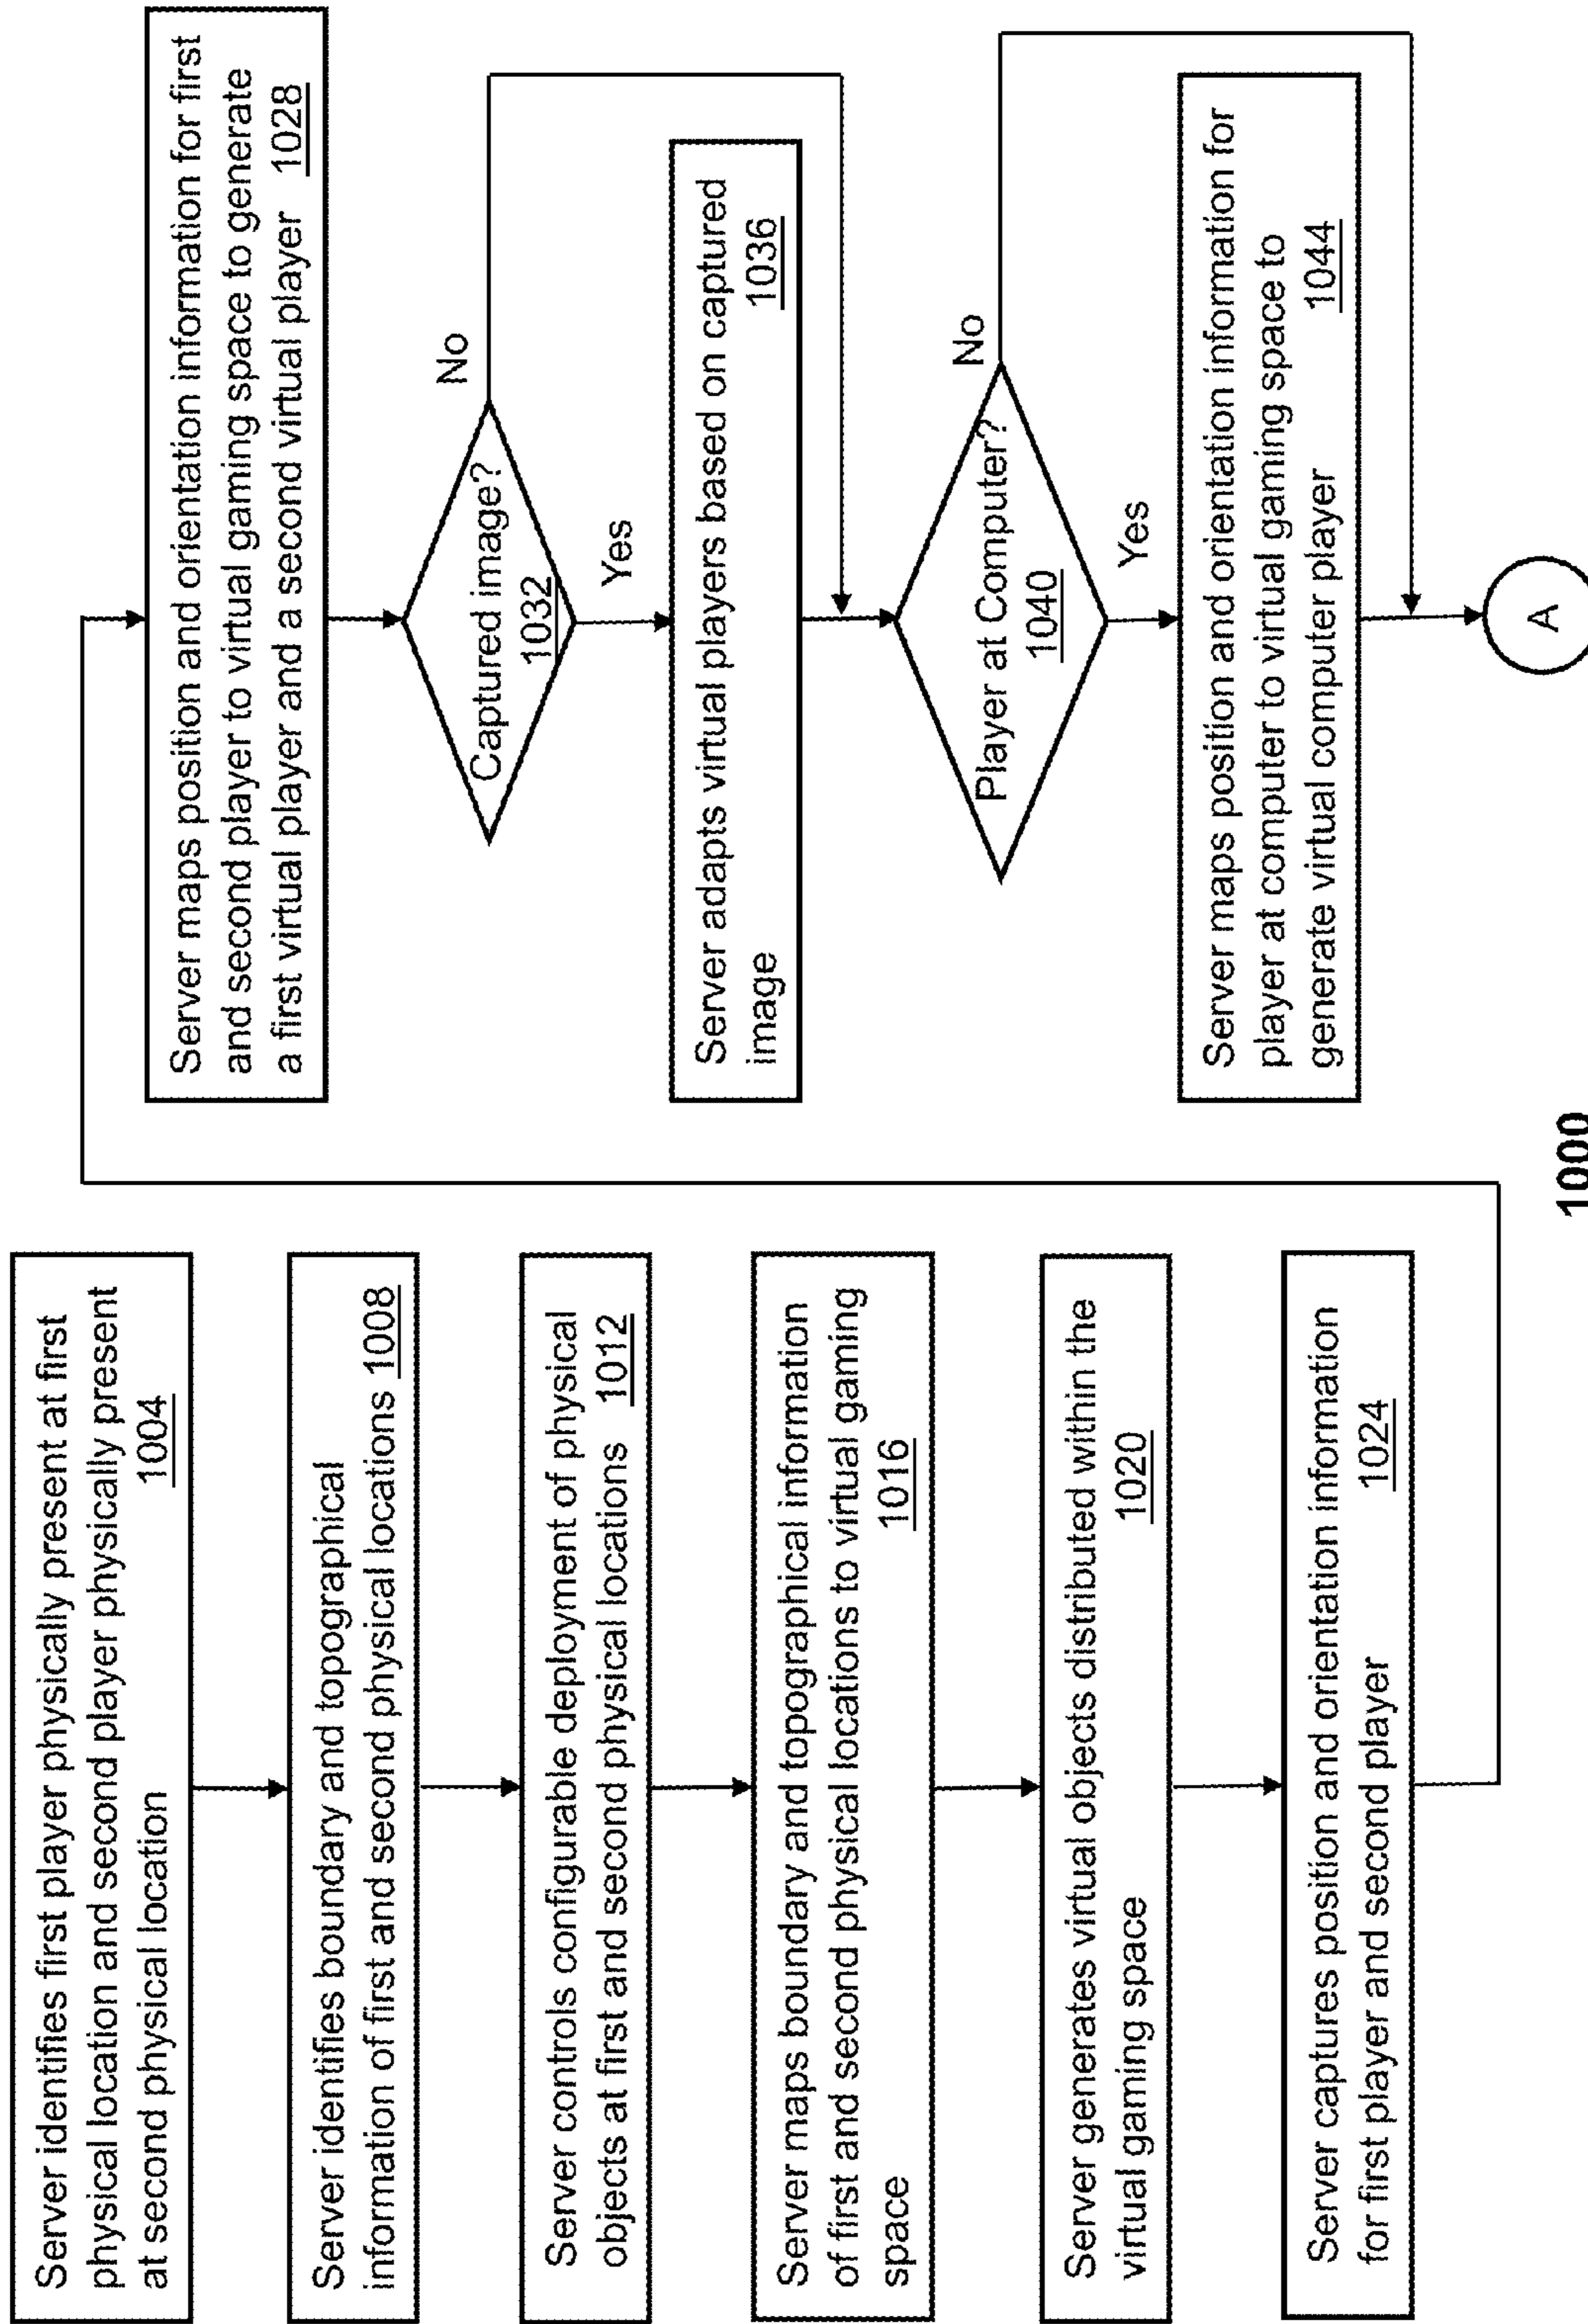 Server identifies first player physically present at first
physical location and second player physically present
at second physical location 1004
Server identifies boundary and topographical
information of first and second physical locations 1008
Server controls configurable deployment of physical
objects at first and second physical locations 1012
Server maps boundary and topographical information
of first and second physical locations to virtual gaming
space 1016
Server generates virtual objects distributed within the
virtual gaming space 1020
Server captures position and orientation information
for first player and second player 1024
Server maps position and orientation information for first
and second player to virtual gaming space to generate
a first virtual player and a second virtual player 1028
Captured image?
1032
No
Yes
Server adapts virtual players based on captured
image 1036
Player at Computer?
1040
No
Yes
Server maps position and orientation information for
player at computer to virtual gaming space to
generate virtual computer player 1044
A
1000